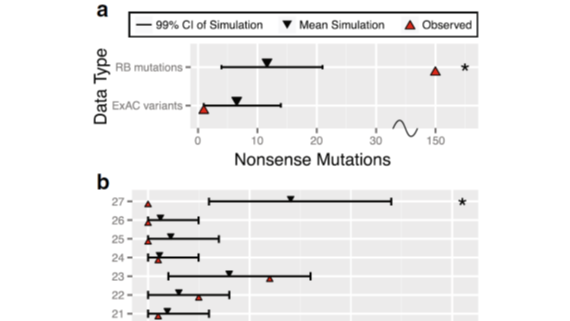 a
99% CI of Simulation Mean Simulation Observed
Data Type
RB mutations *
ExAC variants
0 10 20 30 150
Nonsense Mutations
b
27 *
26
25
24
23
22
21